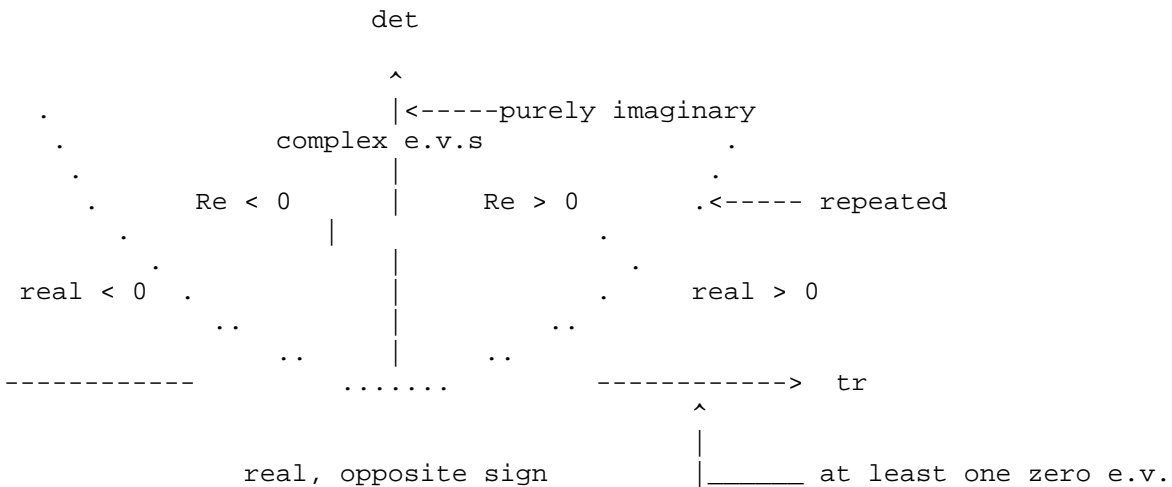 det
^
. |<-----purely imaginary
. complex e.v.s .
. | .
. Re < 0 | Re > 0 .<----- repeated
. | .
. | .
real < 0 . | . real > 0
.. | ..
.. | ..
------------ ....... ------------> tr
^
|
real, opposite sign |______ at least one zero e.v.